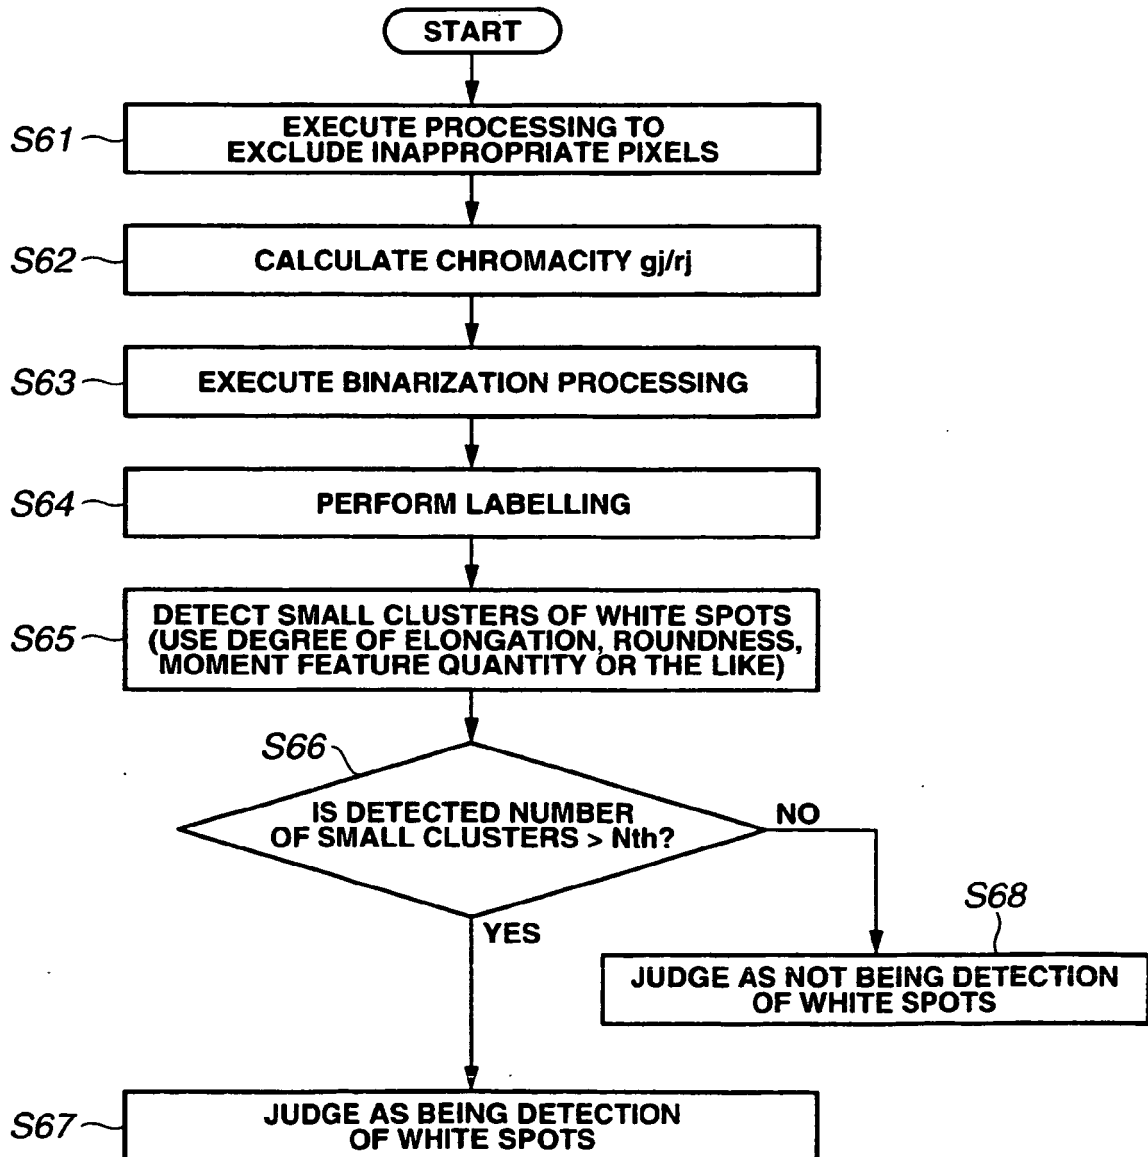 START
S61
EXECUTE PROCESSING TO
EXCLUDE INAPPROPRIATE PIXELS
S62
CALCULATE CHROMACITY gj/rj
S63
EXECUTE BINARIZATION PROCESSING
S64
PERFORM LABELLING
S65
DETECT SMALL CLUSTERS OF WHITE SPOTS
(USE DEGREE OF ELONGATION, ROUNDNESS,
MOMENT FEATURE QUANTITY OR THE LIKE)
S66
IS DETECTED NUMBER
OF SMALL CLUSTERS > Nth?
NO
YES
S68
JUDGE AS NOT BEING DETECTION
OF WHITE SPOTS
S67
JUDGE AS BEING DETECTION
OF WHITE SPOTS